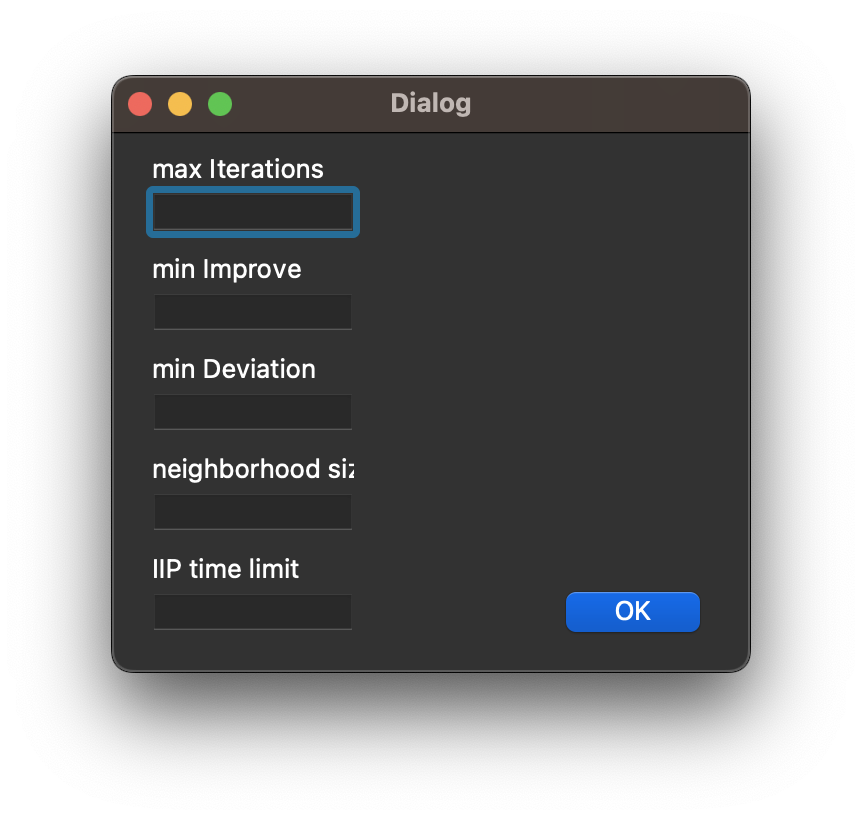 Dialog
max Iterations
min Improve
min Deviation
neighborhood siz
IIP time limit
OK